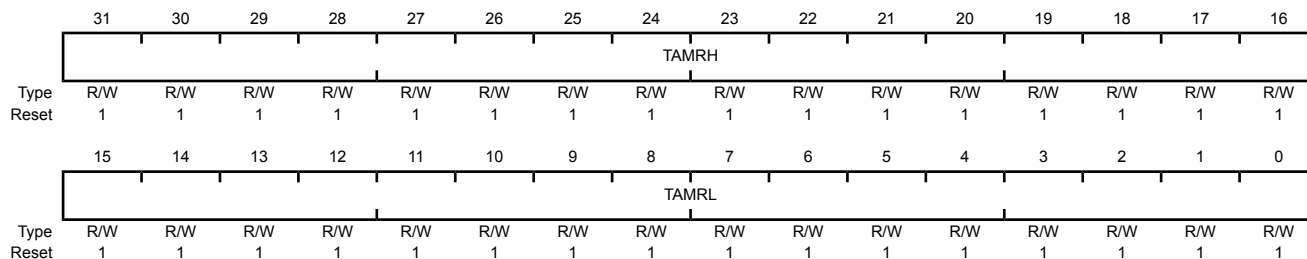 31 30 29 28 27 26 25 24 23 22 21 20 19 18 17 16
TAMRH
Type R/W R/W R/W R/W R/W R/W R/W R/W R/W R/W R/W R/W R/W R/W R/W R/W
Reset 1 1 1 1 1 1 1 1 1 1 1 1 1 1 1 1
15 14 13 12 11 10 9 8 7 6 5 4 3 2 1 0
TAMRL
Type R/W R/W R/W R/W R/W R/W R/W R/W R/W R/W R/W R/W R/W R/W R/W R/W
Reset 1 1 1 1 1 1 1 1 1 1 1 1 1 1 1 1